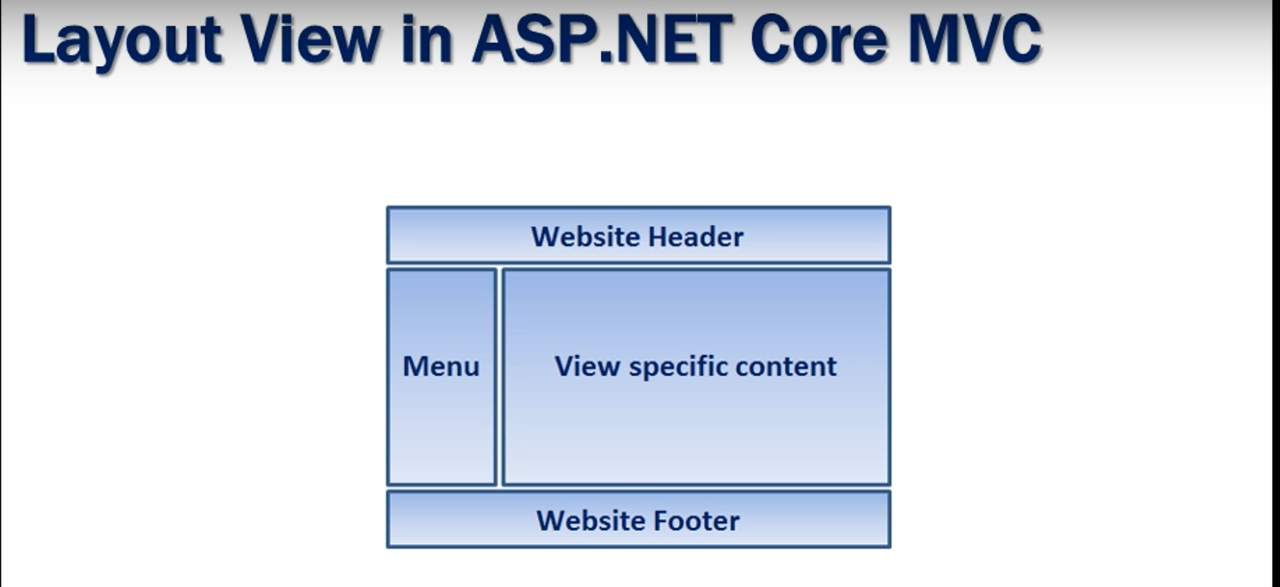 Layout View in ASP.NET Core MVC
Website Header
Menu
View specific content
Website Footer